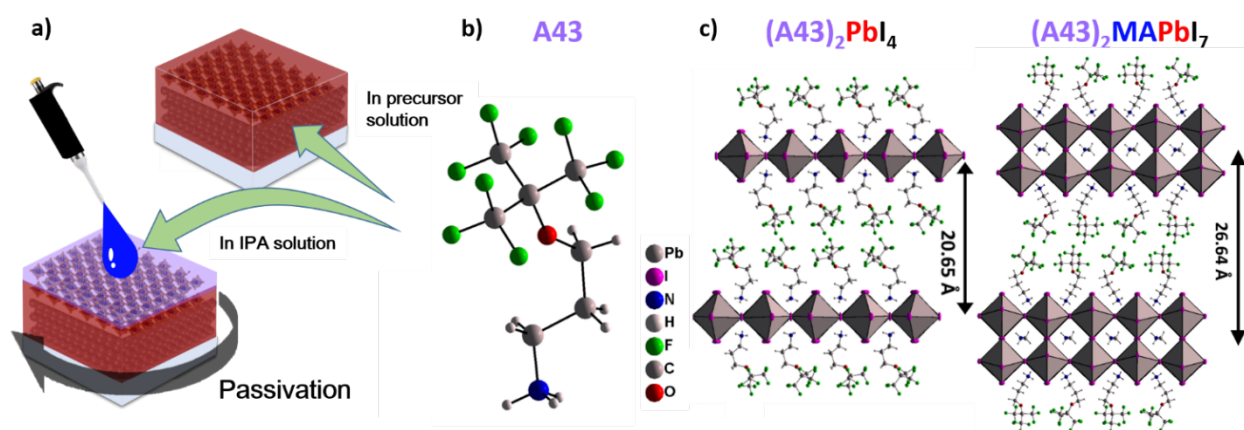 a)
In precursor
solution
In IPA solution
Passivation
b)
A43
Pb
I
N
H
F
C
O
c)
(A43)₂PbI₄
20.65 Å
(A43)₂MAPbI₇
26.64 Å